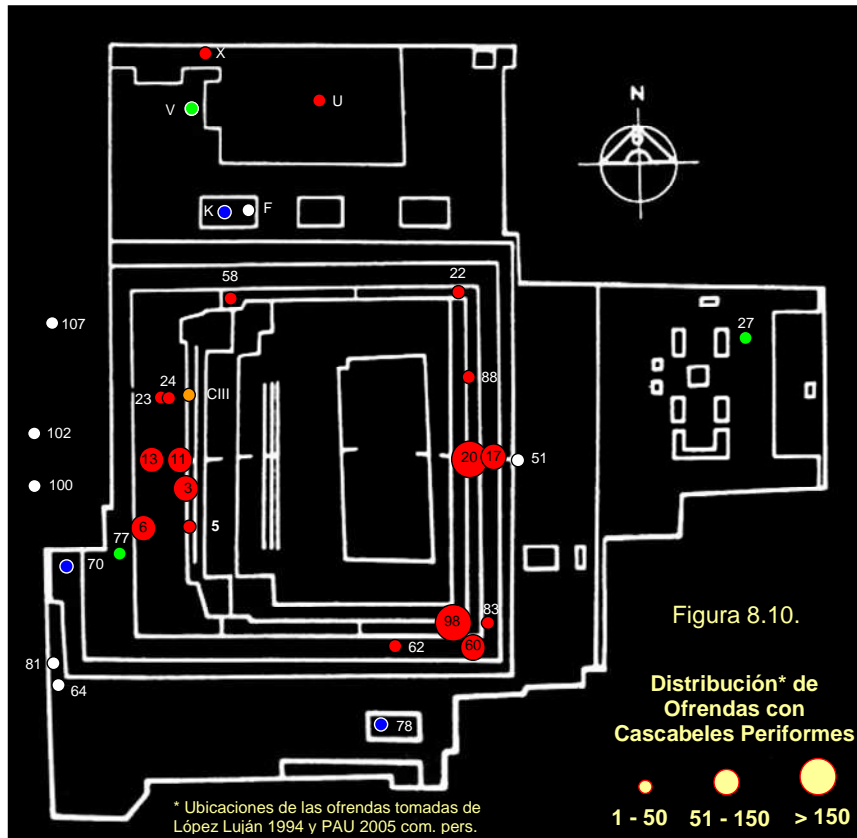 X
V
U
N
K
F
58
22
27
107
88
24
CIII
23
102
13
11
20
17
51
3
100
6
5
77
70
98
83
60
62
Figura 8.10.
81
64
78
Distribución* de
Ofrendas con
Cascabeles Periformes
* Ubicaciones de las ofrendas tomadas de
López Luján 1994 y PAU 2005 com. pers.
1 - 50 51 - 150 > 150